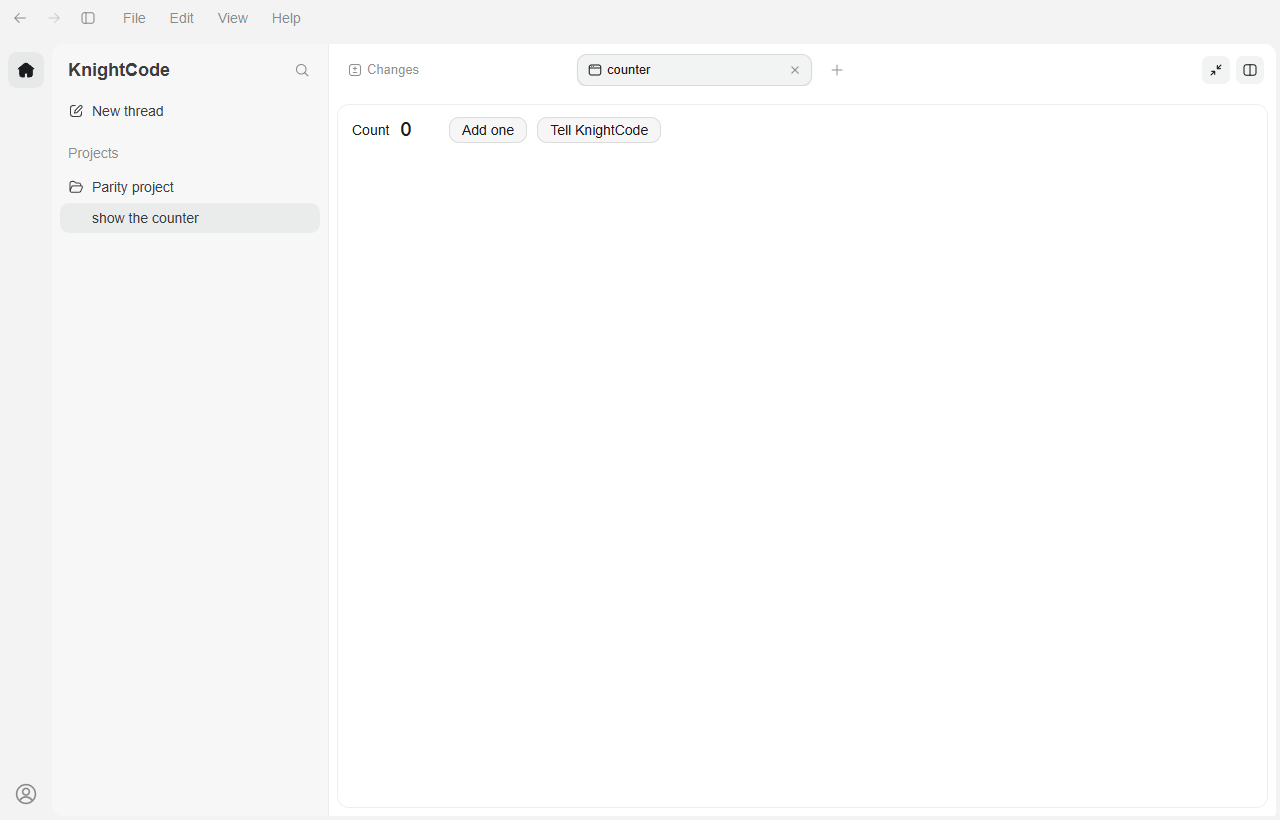 File Edit View Help
KnightCode
New thread
Projects
Parity project
show the counter
Changes
counter
Count 0 Add one Tell KnightCode